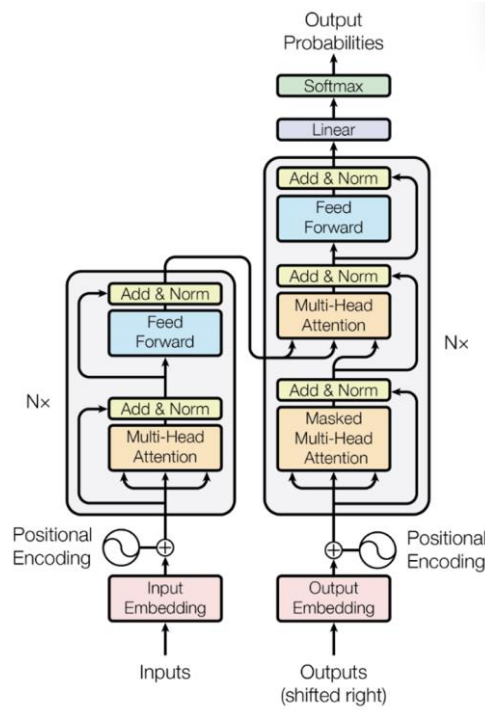 Output
Probabilities
Softmax
Linear
Add & Norm
Feed
Forward
Add & Norm
Multi-Head
Attention
Add & Norm
Masked
Multi-Head
Attention
N×
Positional
Encoding
Output
Embedding
Outputs
(shifted right)
Add & Norm
Feed
Forward
Add & Norm
Multi-Head
Attention
N×
Positional
Encoding
Input
Embedding
Inputs